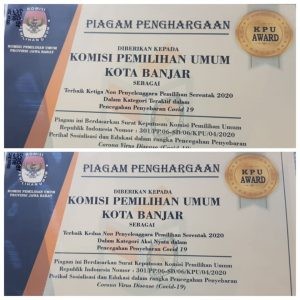 PIAGAM PENGHARGAAN
KPU
AWARD
KOMISI PEMILIHAN UMUM
PROVINSI JAWA BARAT
DIBERIKAN KEPADA
KOMISI PEMILIHAN UMUM
KOTA BANJAR
SEBAGAI
Terbaik Ketiga Non Penyelenggara Pemilihan Serentak 2020
Dalam Kategori Teraktif dalam
Pencegahan Penyebaran Covid 19
Piagam ini Berdasarkan Surat Keputusan Komisi Pemilihan Umum
Republik Indonesia Nomor : 301/PP.06-SD/06/KPU/04/2020
Perihal Sosialisasi dan Edukasi dalam rangka Pencegahan Penyebaran
Corona Virus Disease (Covid-19)
PIAGAM PENGHARGAAN
KPU
AWARD
KOMISI PEMILIHAN UMUM
PROVINSI JAWA BARAT
DIBERIKAN KEPADA
KOMISI PEMILIHAN UMUM
KOTA BANJAR
SEBAGAI
Terbaik Kedua Non Penyelenggara Pemilihan Serentak 2020
Dalam Kategori Aksi Nyata dalam
Pencegahan Penyebaran Covid 19
Piagam ini Berdasarkan Surat Keputusan Komisi Pemilihan Umum
Republik Indonesia Nomor : 301/PP.06-SD/06/KPU/04/2020
Perihal Sosialisasi dan Edukasi dalam rangka Pencegahan Penyebaran
Corona Virus Disease (Covid-19)